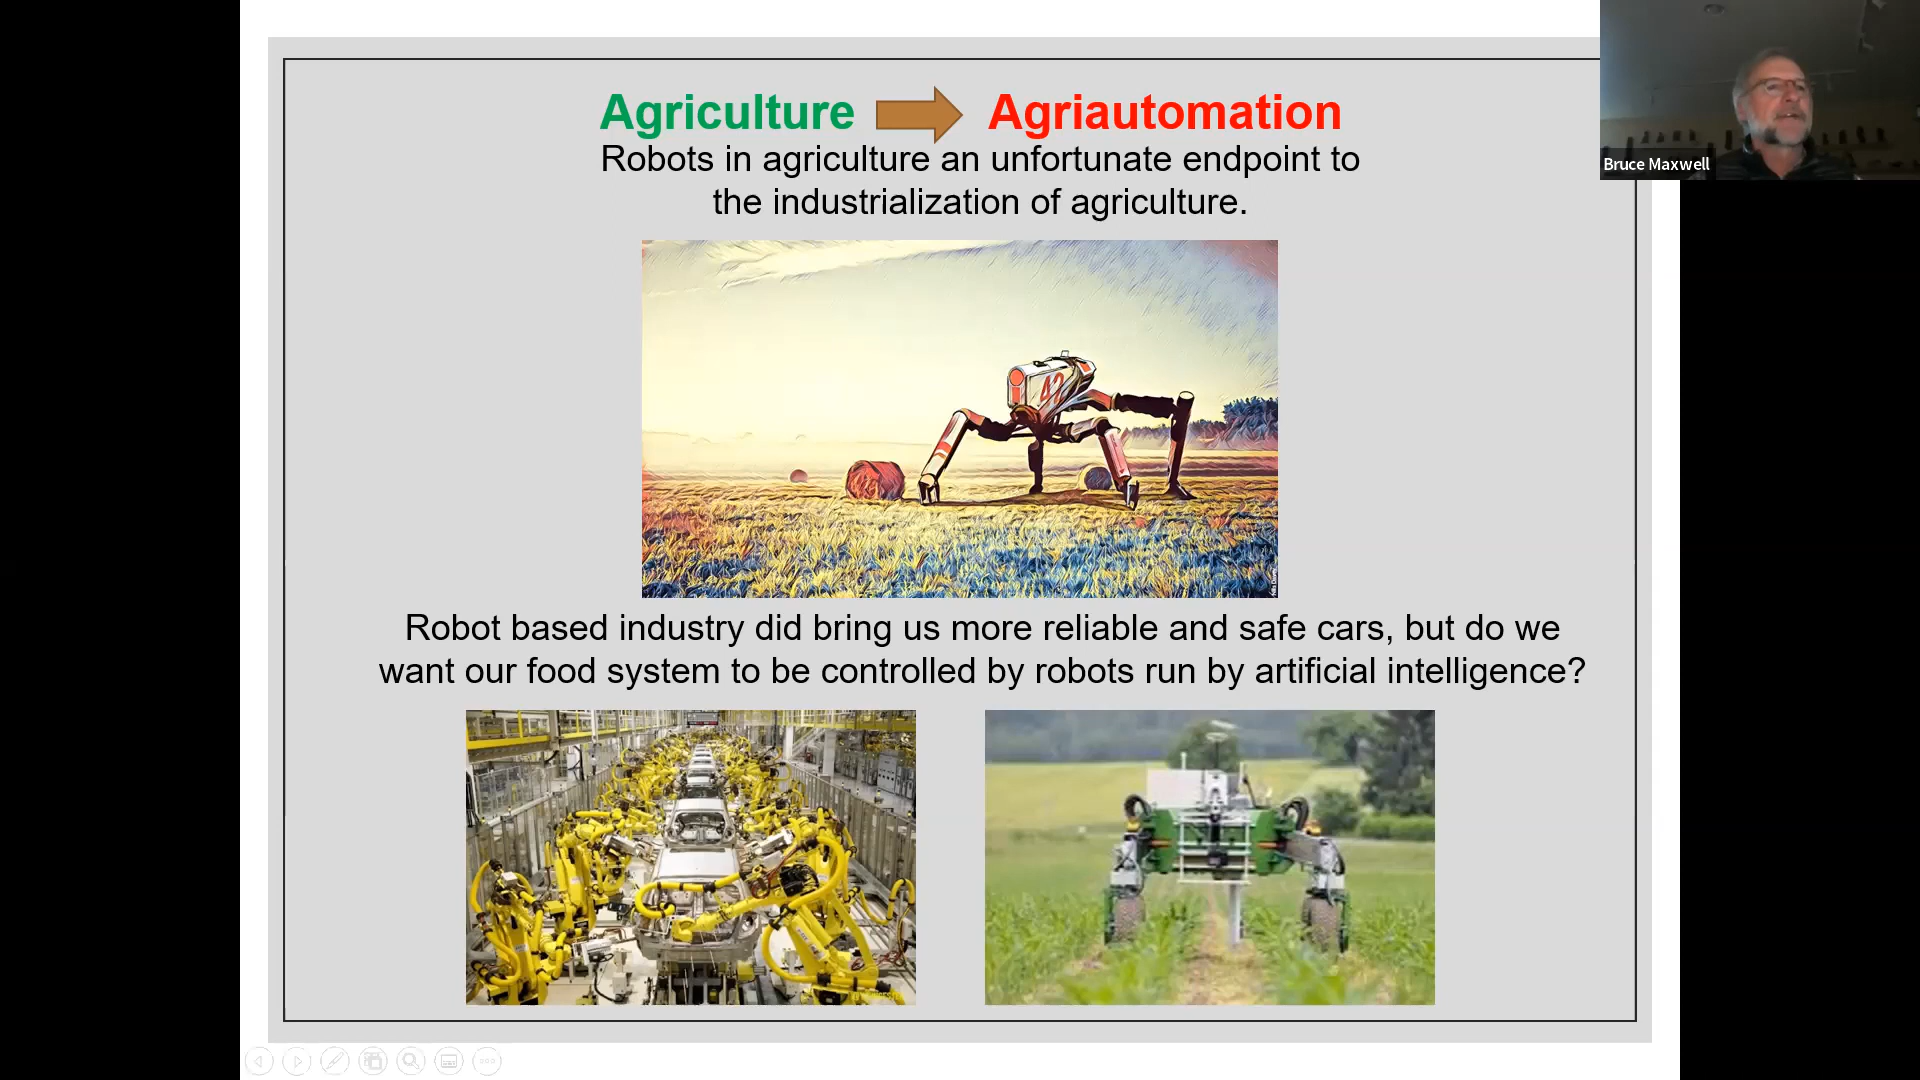 Agriculture Agriautomation
Robots in agriculture an unfortunate endpoint to
the industrialization of agriculture.
Bruce Maxwell
42
Robot based industry did bring us more reliable and safe cars, but do we
want our food system to be controlled by robots run by artificial intelligence?